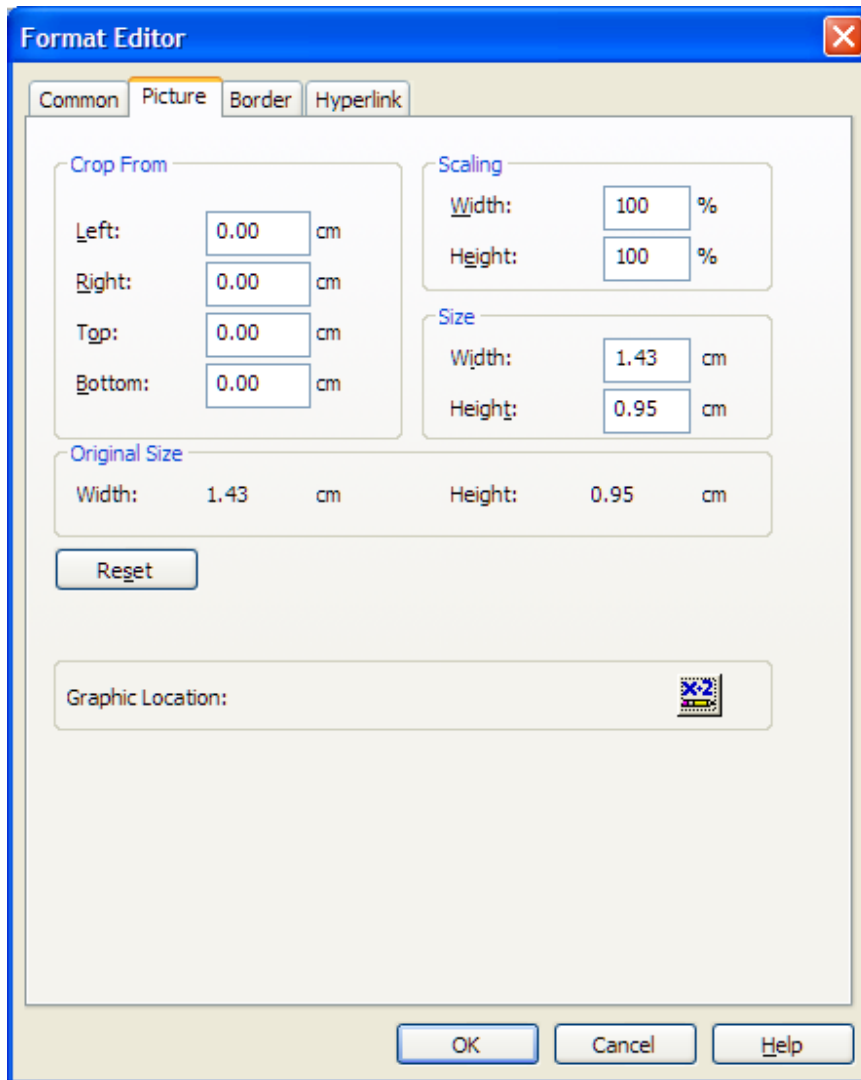 Format Editor
Common Picture Border Hyperlink
Crop From
Left: 0.00 cm
Right: 0.00 cm
Top: 0.00 cm
Bottom: 0.00 cm
Scaling
Width: 100 %
Height: 100 %
Size
Width: 1.43 cm
Height: 0.95 cm
Original Size
Width: 1.43 cm Height: 0.95 cm
Reset
Graphic Location: X·2
OK Cancel Help